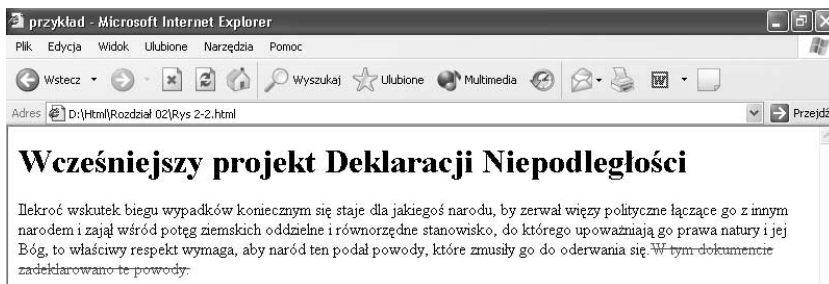 przykład - Microsoft Internet Explorer
Plik Edycja Widok Ulubione Narzędzia Pomoc
Wstecz Wyszukaj Ulubione Multimedia
Adres D:\Html\Rozdział 02\Rys 2-2.html Przejdź
Wcześniejszy projekt Deklaracji Niepodległości
Ilekroć wskutek biegu wypadków koniecznym się staje dla jakiegoś narodu, by zerwał więzy polityczne łączące go z innym
narodem i zajął wśród potęg ziemskich oddzielne i równorzędne stanowisko, do którego upoważniają go prawa natury i jej
Bóg, to właściwy respekt wymaga, aby naród ten podał powody, które zmusiły go do oderwania się.W tym dokumencie
zadeklarowano te powody.